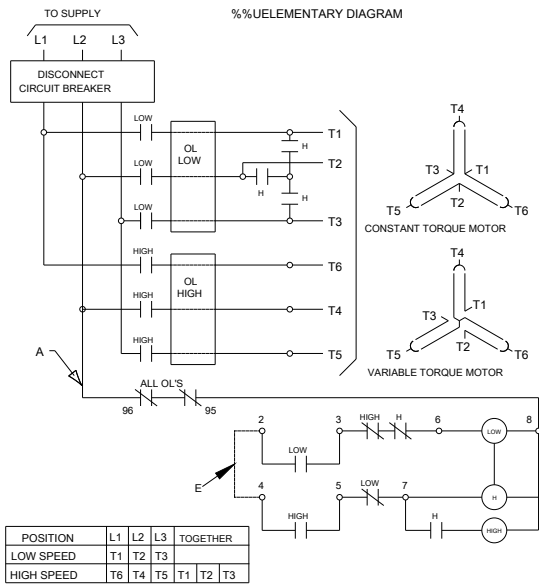 TO SUPPLY
%%UELEMENTARY DIAGRAM
L1 L2 L3
DISCONNECT
CIRCUIT BREAKER
LOW
OL
LOW
T1
H
LOW
T2
H
H
LOW
T3
HIGH
T6
OL
HIGH
HIGH
T4
HIGH
T5
T4
T3 T1
T5 T2 T6
CONSTANT TORQUE MOTOR
T4
T1
T3
T5 T2 T6
VARIABLE TORQUE MOTOR
A
ALL OL'S
96 95
2 3 HIGH H 6 LOW 8
LOW
E
4 5 LOW 7 H
HIGH H HIGH
POSITION L1 L2 L3 TOGETHER
LOW SPEED T1 T2 T3
HIGH SPEED T6 T4 T5 T1 T2 T3